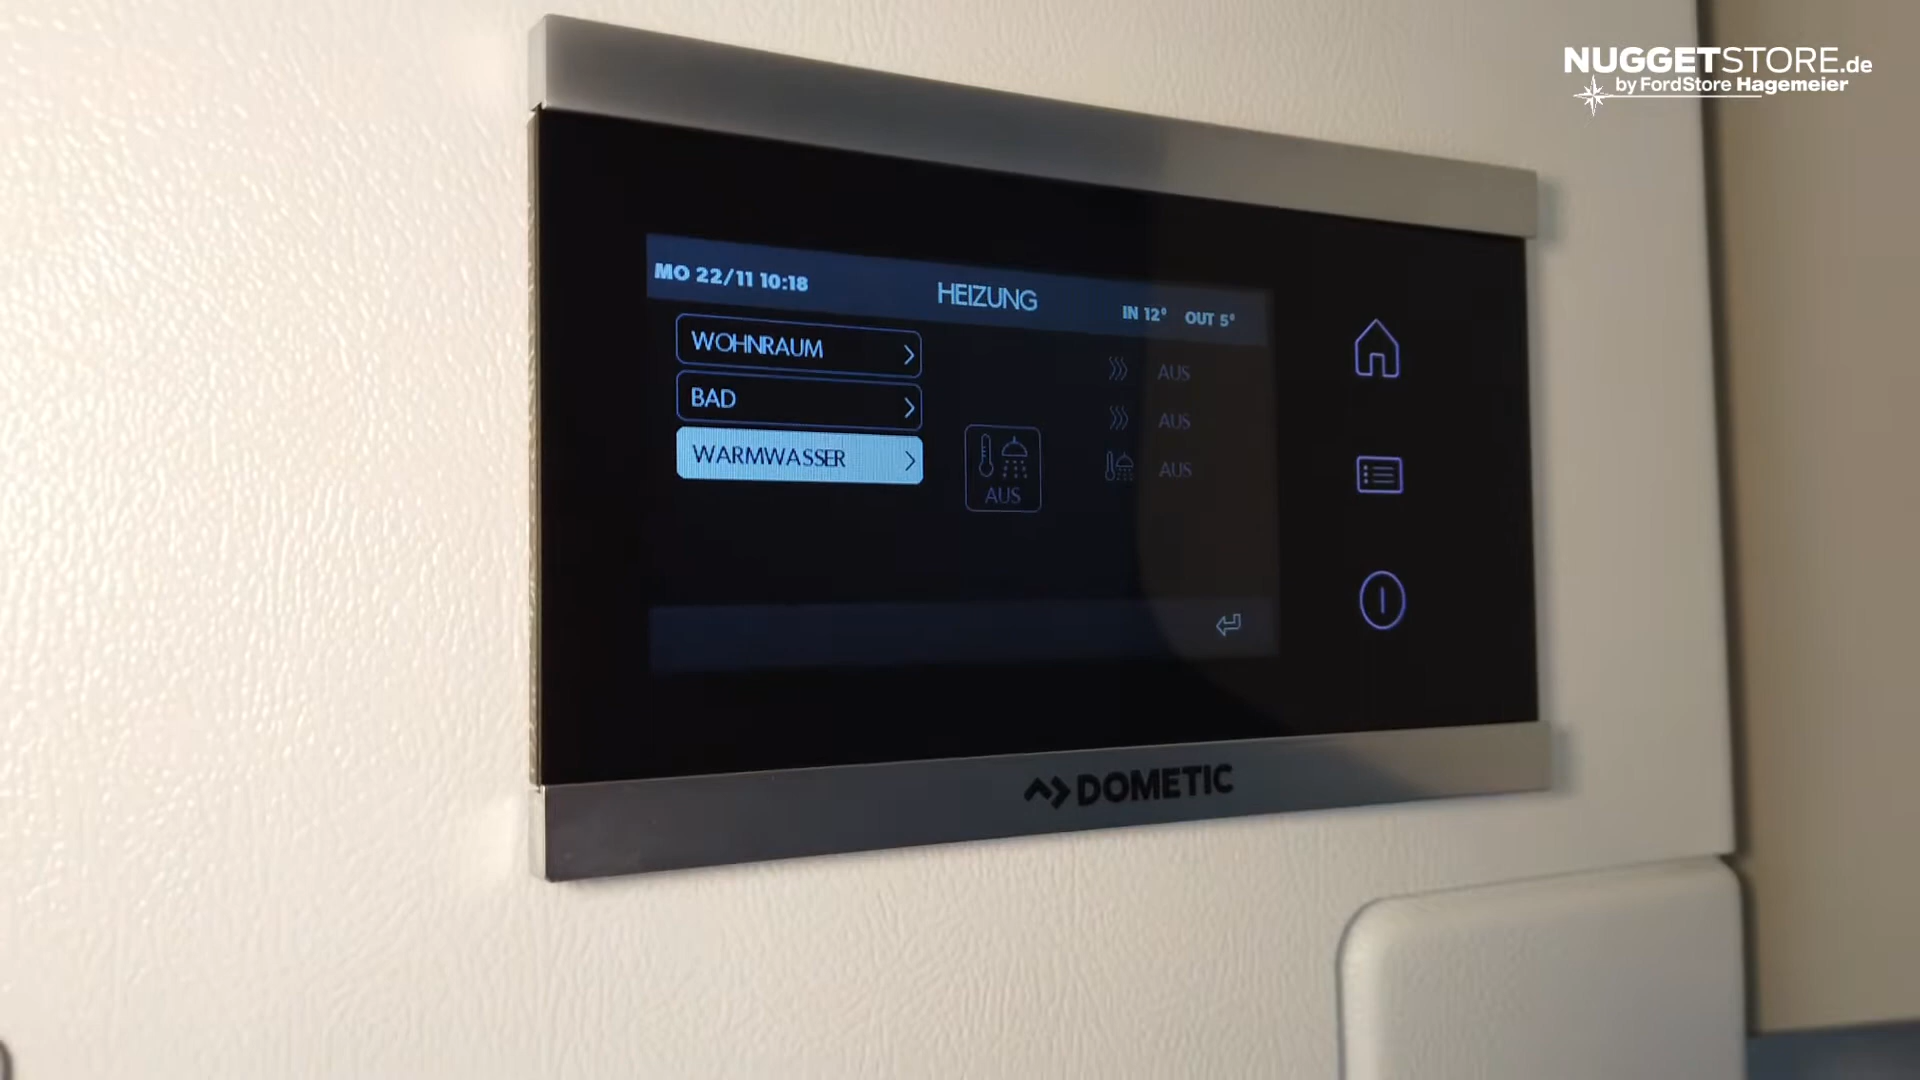 NUGGETSTORE.de
by FordStore Hagemeier
MO 22/11 10:18
HEIZUNG
IN 12° OUT 5°
WOHNRAUM
BAD
WARMWASSER
AUS
AUS
AUS
AUS
DOMETIC